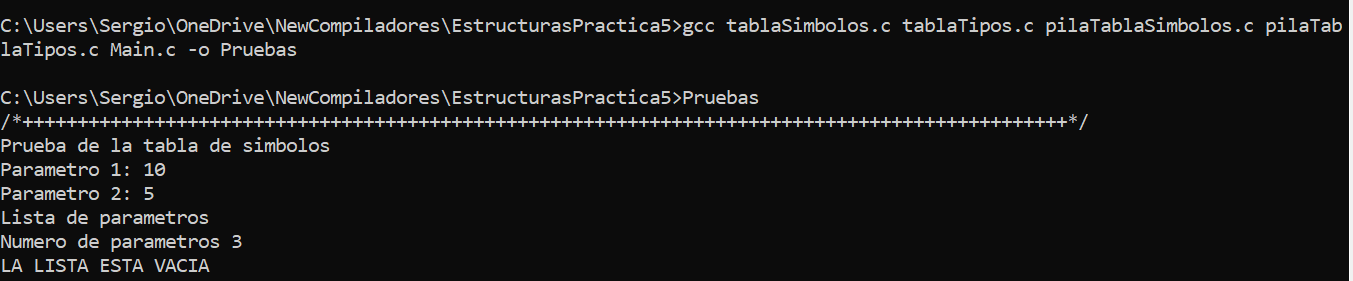 C:\Users\Sergio\OneDrive\NewCompiladores\EstructurasPractica5>gcc tablaSimbolos.c tablaTipos.c pilaTablaSimbolos.c pilaTab
laTipos.c Main.c -o Pruebas
C:\Users\Sergio\OneDrive\NewCompiladores\EstructurasPractica5>Pruebas
/*+++++++++++++++++++++++++++++++++++++++++++++++++++++++++++++++++++++++++++++++++++++++++++++++*/
Prueba de la tabla de simbolos
Parametro 1: 10
Parametro 2: 5
Lista de parametros
Numero de parametros 3
LA LISTA ESTA VACIA